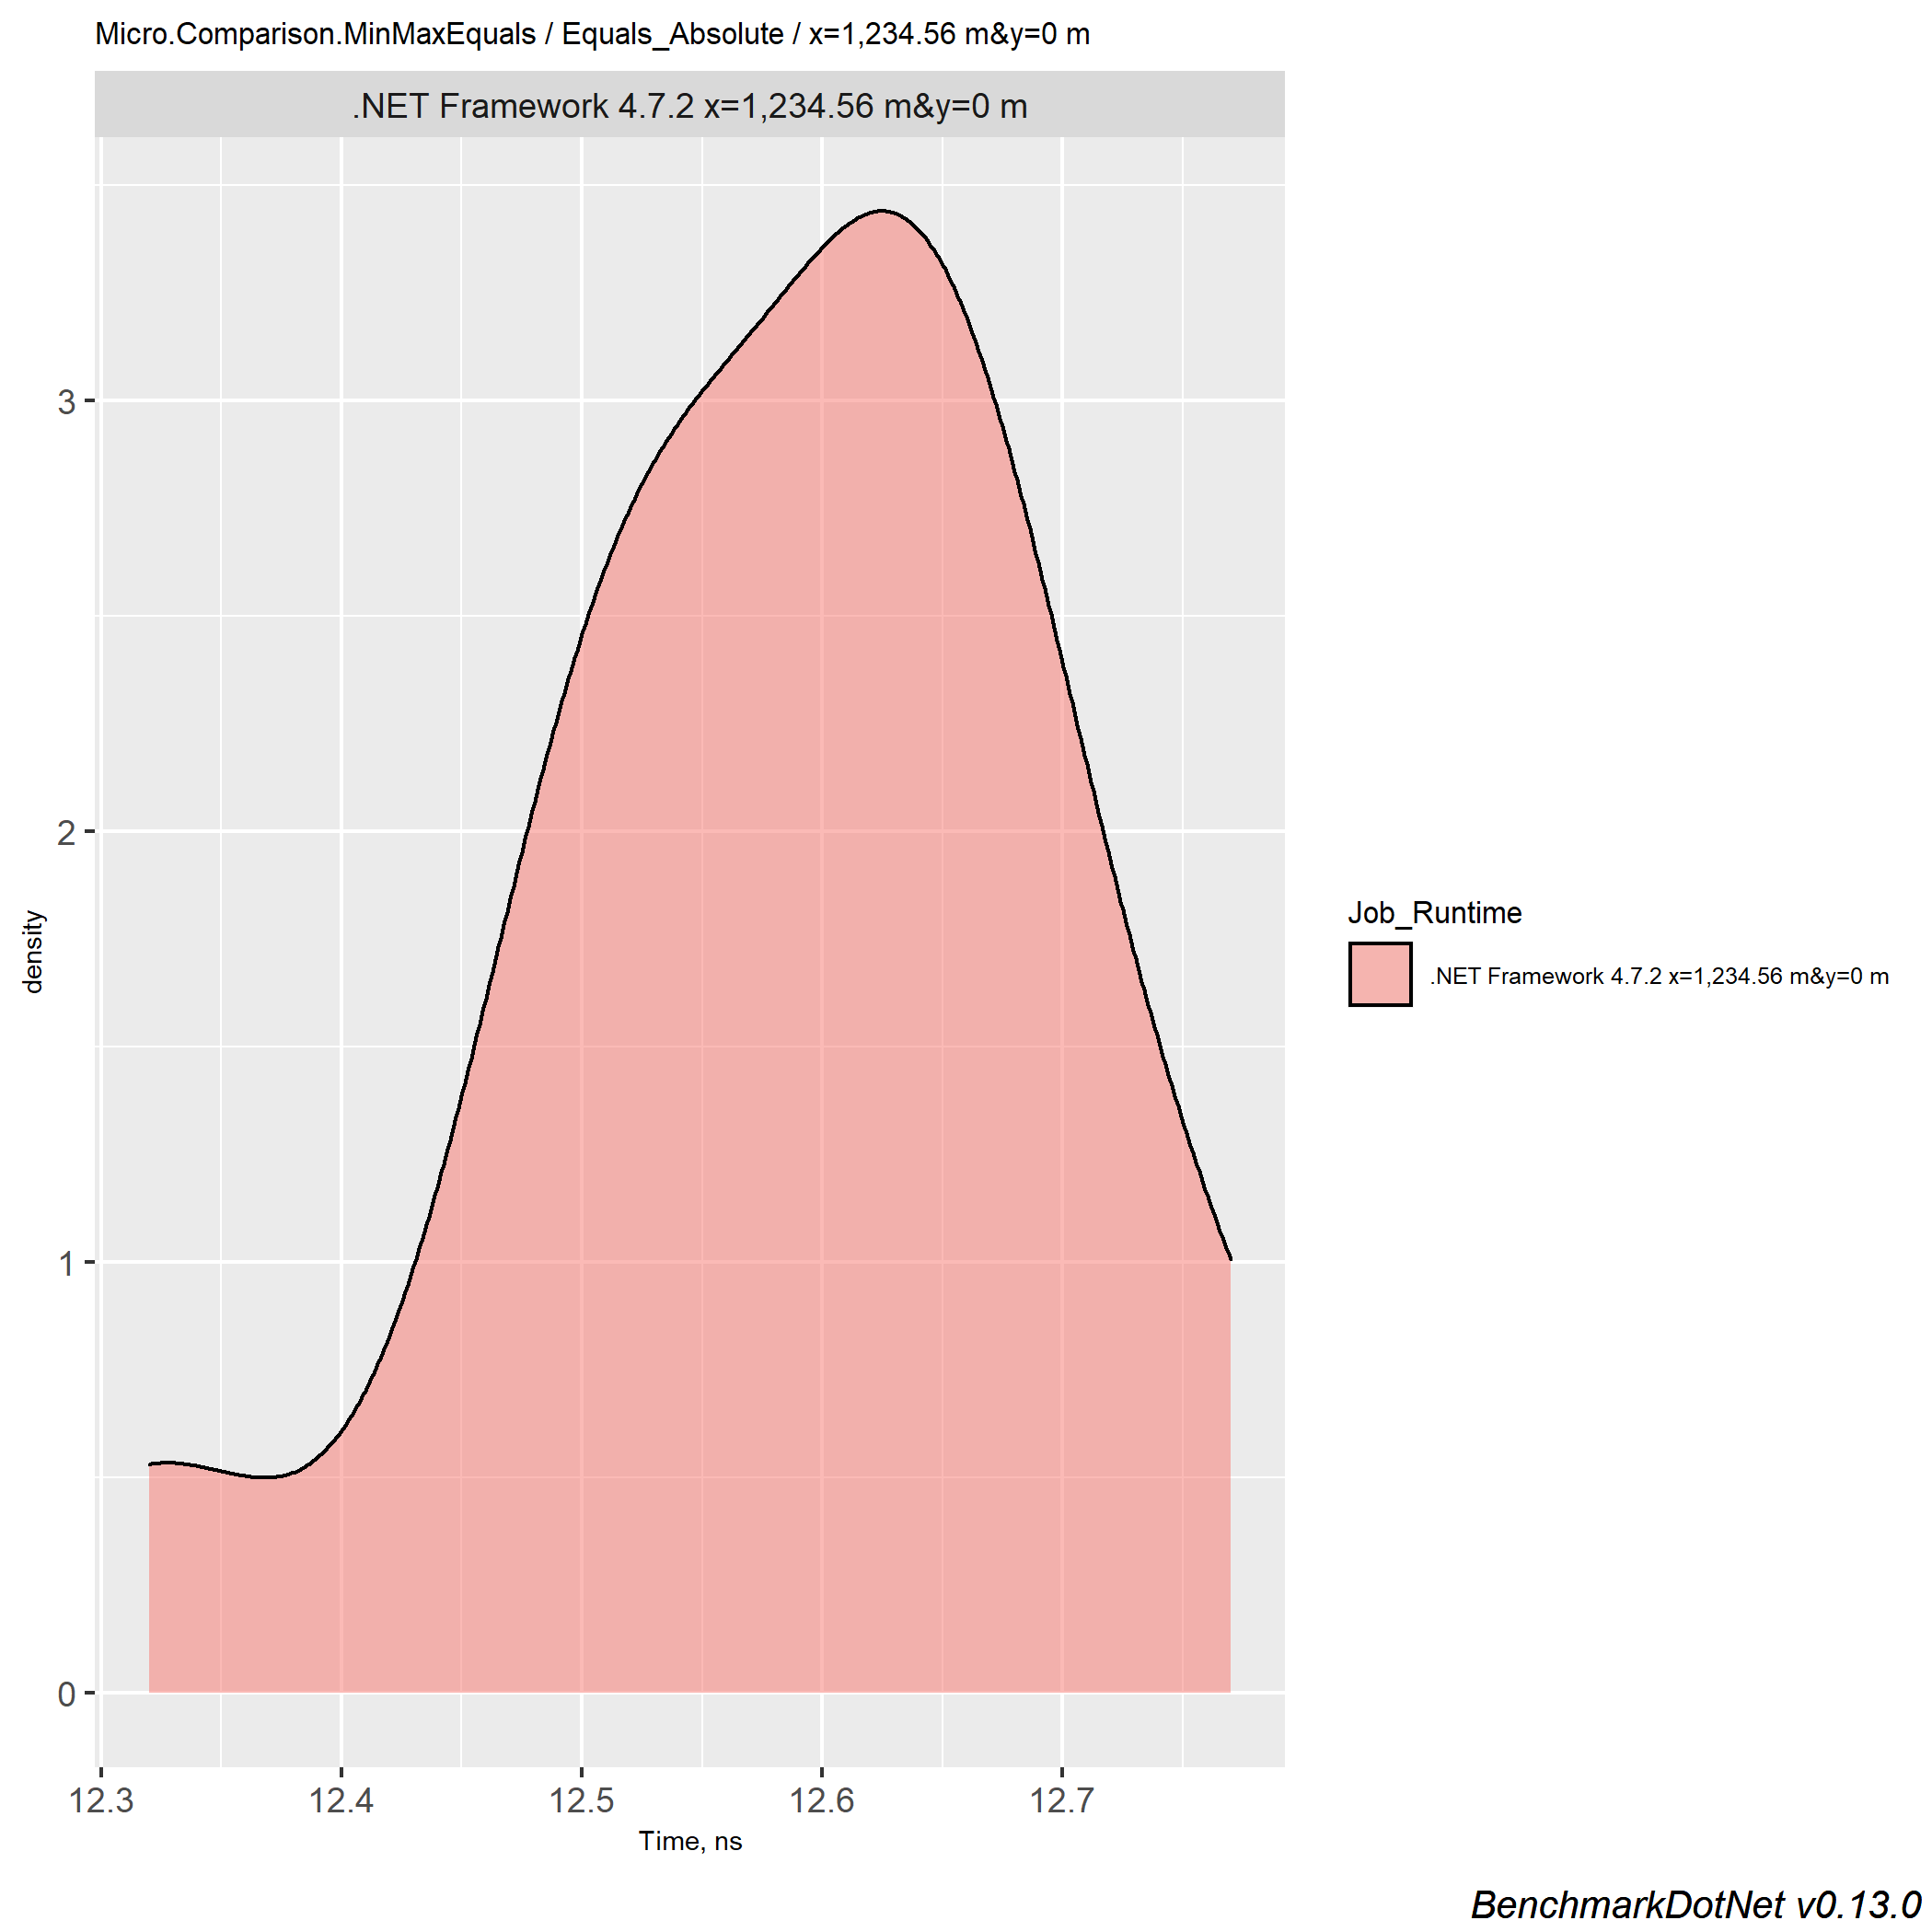 Micro.Comparison.MinMaxEquals / Equals_Absolute / x=1,234.56 m&y=0 m
.NET Framework 4.7.2 x=1,234.56 m&y=0 m
3
2
1
0
density
12.3 12.4 12.5 12.6 12.7
Time, ns
Job_Runtime
.NET Framework 4.7.2 x=1,234.56 m&y=0 m
BenchmarkDotNet v0.13.0